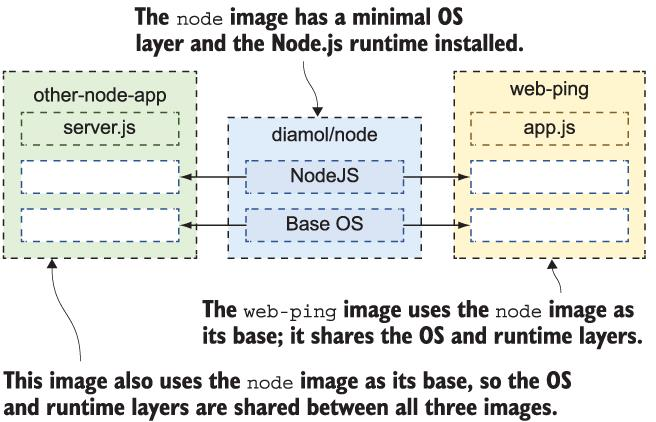 The node image has a minimal OS
layer and the Node.js runtime installed.
other-node-app
server.js
diamol/node
NodeJS
Base OS
web-ping
app.js
The web-ping image uses the node image as
its base; it shares the OS and runtime layers.
This image also uses the node image as its base, so the OS
and runtime layers are shared between all three images.